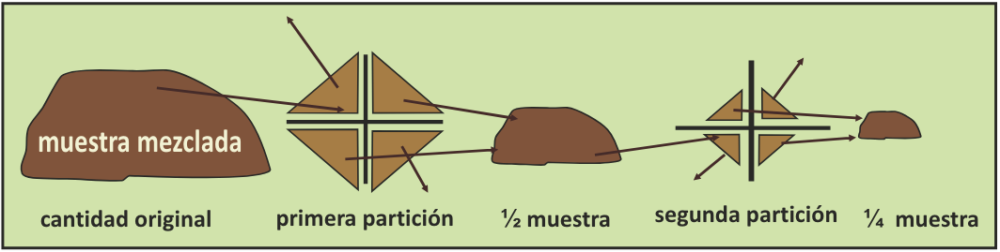 muestra mezclada
cantidad original
primera partición
½ muestra
segunda partición
¼ muestra